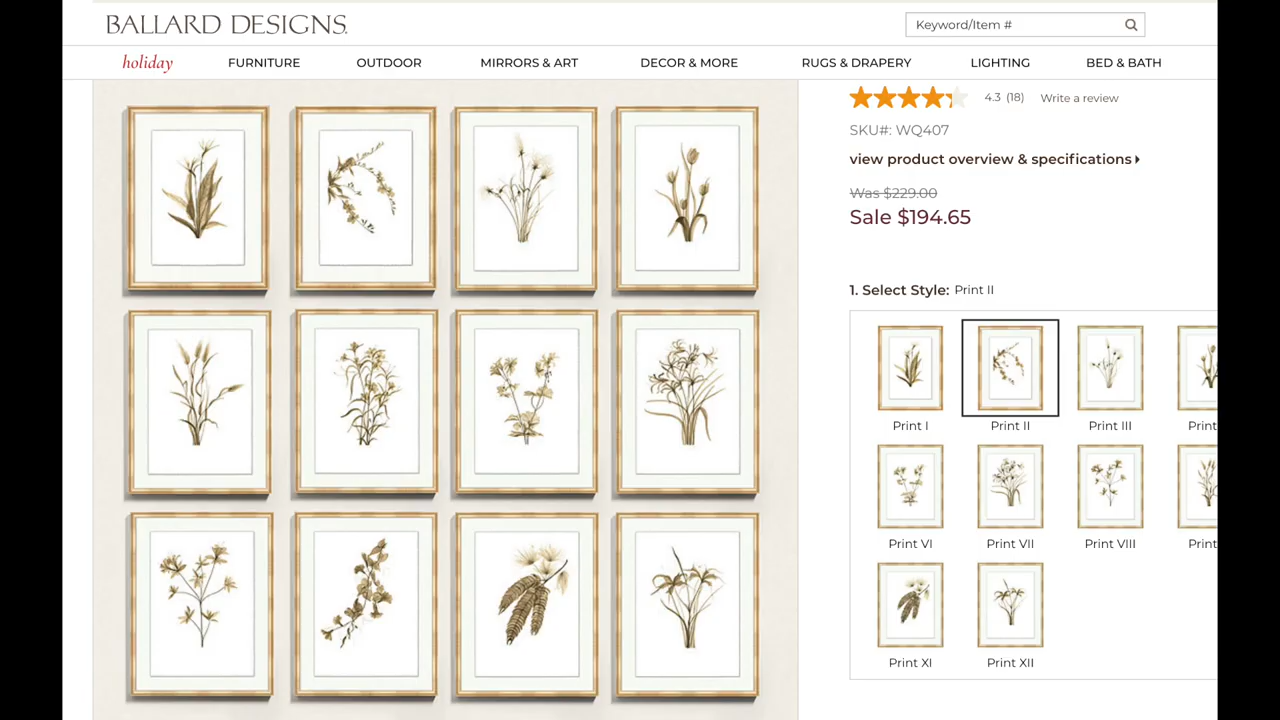 BALLARD DESIGNS.
Keyword/Item #
holiday FURNITURE OUTDOOR MIRRORS & ART DECOR & MORE RUGS & DRAPERY LIGHTING BED & BATH
4.3 (18) Write a review
SKU#: WQ407
view product overview & specifications
Was $229.00
Sale $194.65
1. Select Style: Print II
Print I Print II Print III Print
Print VI Print VII Print VIII Print
Print XI Print XII